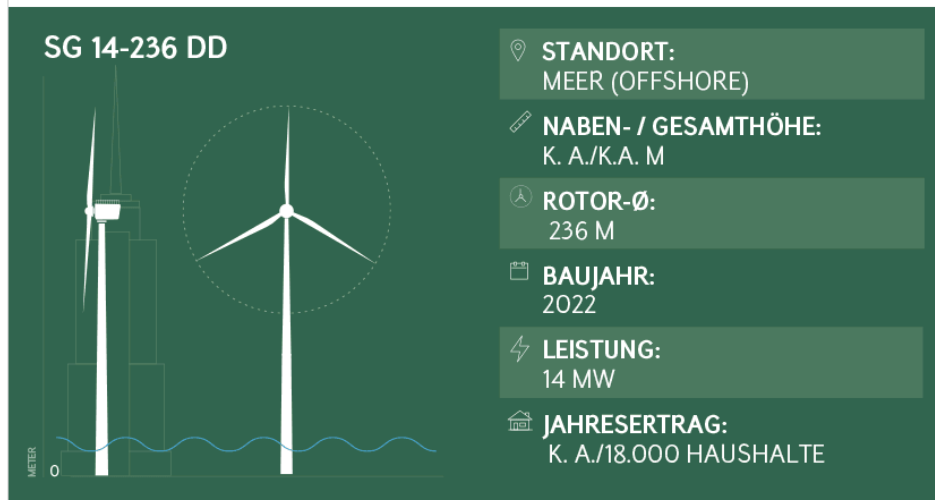 SG 14-236 DD
METER
0
STANDORT:
MEER (OFFSHORE)
NABEN- / GESAMTHÖHE:
K. A./K.A. M
ROTOR-Ø:
236 M
BAUJAHR:
2022
LEISTUNG:
14 MW
JAHRESERTRAG:
K. A./18.000 HAUSHALTE